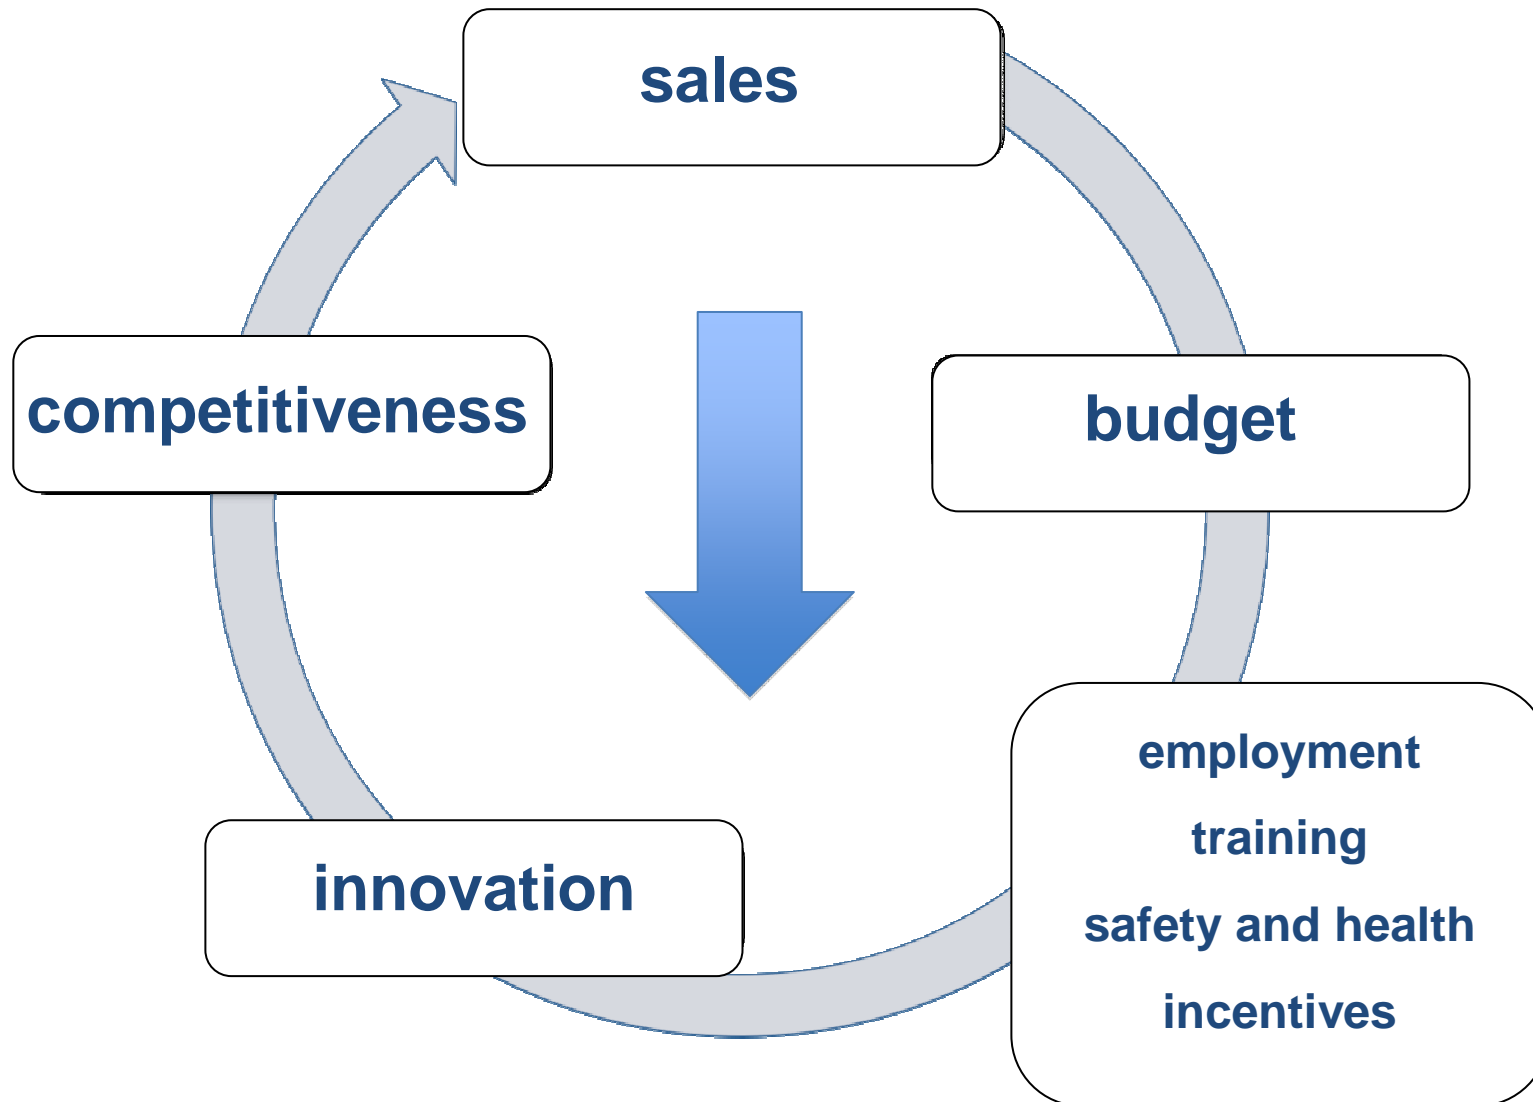 sales
competitiveness
budget
employment
training
safety and health
incentives
innovation